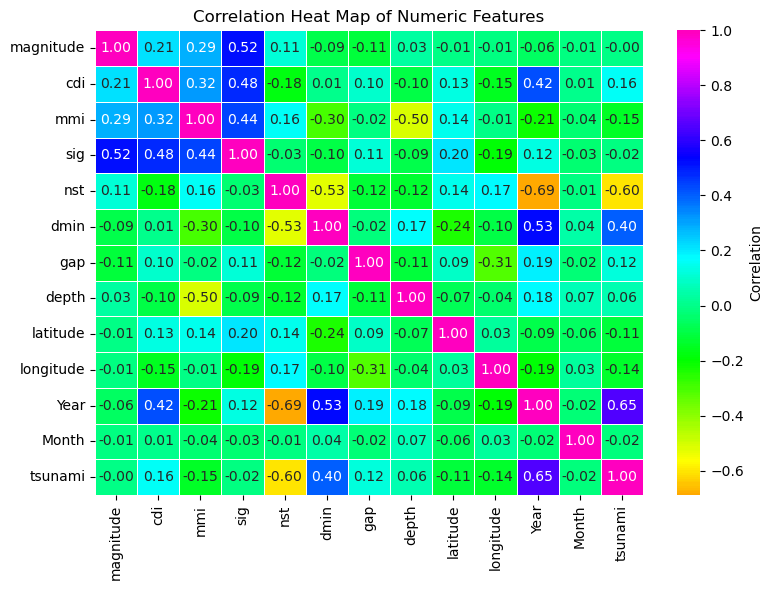 Correlation Heat Map of Numeric Features
magnitude 1.00 0.21 0.29 0.52 0.11 -0.09 -0.11 0.03 -0.01 -0.01 -0.06 -0.01 -0.00
cdi 0.21 1.00 0.32 0.48 -0.18 0.01 0.10 -0.10 0.13 -0.15 0.42 0.01 0.16
mmi 0.29 0.32 1.00 0.44 0.16 -0.30 -0.02 -0.50 0.14 -0.01 -0.21 -0.04 -0.15
sig 0.52 0.48 0.44 1.00 -0.03 -0.10 0.11 -0.09 0.20 -0.19 0.12 -0.03 -0.02
nst 0.11 -0.18 0.16 -0.03 1.00 -0.53 -0.12 -0.12 0.14 0.17 -0.69 -0.01 -0.60
dmin -0.09 0.01 -0.30 -0.10 -0.53 1.00 -0.02 0.17 -0.24 -0.10 0.53 0.04 0.40
gap -0.11 0.10 -0.02 0.11 -0.12 -0.02 1.00 -0.11 0.09 -0.31 0.19 -0.02 0.12
depth 0.03 -0.10 -0.50 -0.09 -0.12 0.17 -0.11 1.00 -0.07 -0.04 0.18 0.07 0.06
latitude -0.01 0.13 0.14 0.20 0.14 -0.24 0.09 -0.07 1.00 0.03 -0.09 -0.06 -0.11
longitude -0.01 -0.15 -0.01 -0.19 0.17 -0.10 -0.31 -0.04 0.03 1.00 -0.19 0.03 -0.14
Year -0.06 0.42 -0.21 0.12 -0.69 0.53 0.19 0.18 -0.09 -0.19 1.00 -0.02 0.65
Month -0.01 0.01 -0.04 -0.03 -0.01 0.04 -0.02 0.07 -0.06 0.03 -0.02 1.00 -0.02
tsunami -0.00 0.16 -0.15 -0.02 -0.60 0.40 0.12 0.06 -0.11 -0.14 0.65 -0.02 1.00
magnitude cdi mmi sig nst dmin gap depth latitude longitude Year Month tsunami
1.0
0.8
0.6
0.4
0.2
0.0
−0.2
−0.4
−0.6
Correlation